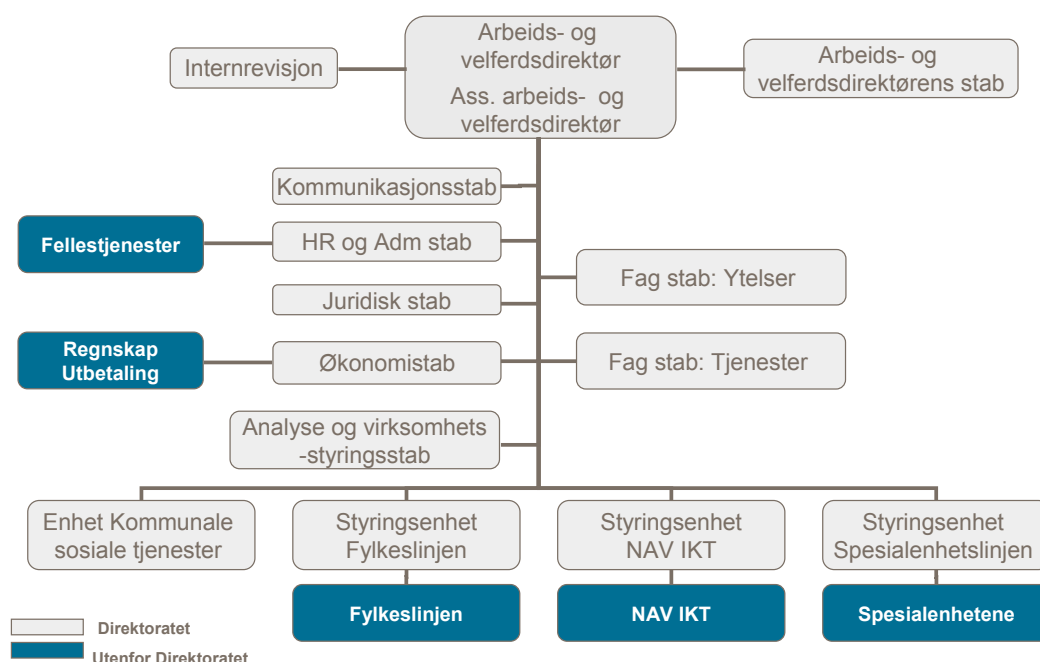 Arbeids- og
velferdsdirektør
Ass. arbeids- og
velferdsdirektør
Internrevisjon
Arbeids- og
velferdsdirektørens stab
Kommunikasjonsstab
Fellestjenester
HR og Adm stab
Fag stab: Ytelser
Juridisk stab
Regnskap
Utbetaling
Økonomistab
Fag stab: Tjenester
Analyse og virksomhets
-styringsstab
Enhet Kommunale
sosiale tjenester
Styringsenhet
Fylkeslinjen
Styringsenhet
NAV IKT
Styringsenhet
Spesialenhetslinjen
Fylkeslinjen
NAV IKT
Spesialenhetene
Direktoratet
Utenfor Direktoratet